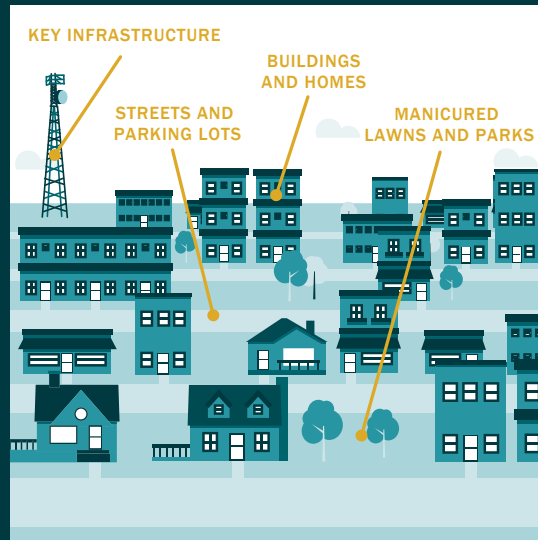 KEY INFRASTRUCTURE
BUILDINGS
AND HOMES
STREETS AND
PARKING LOTS
MANICURED
LAWNS AND PARKS